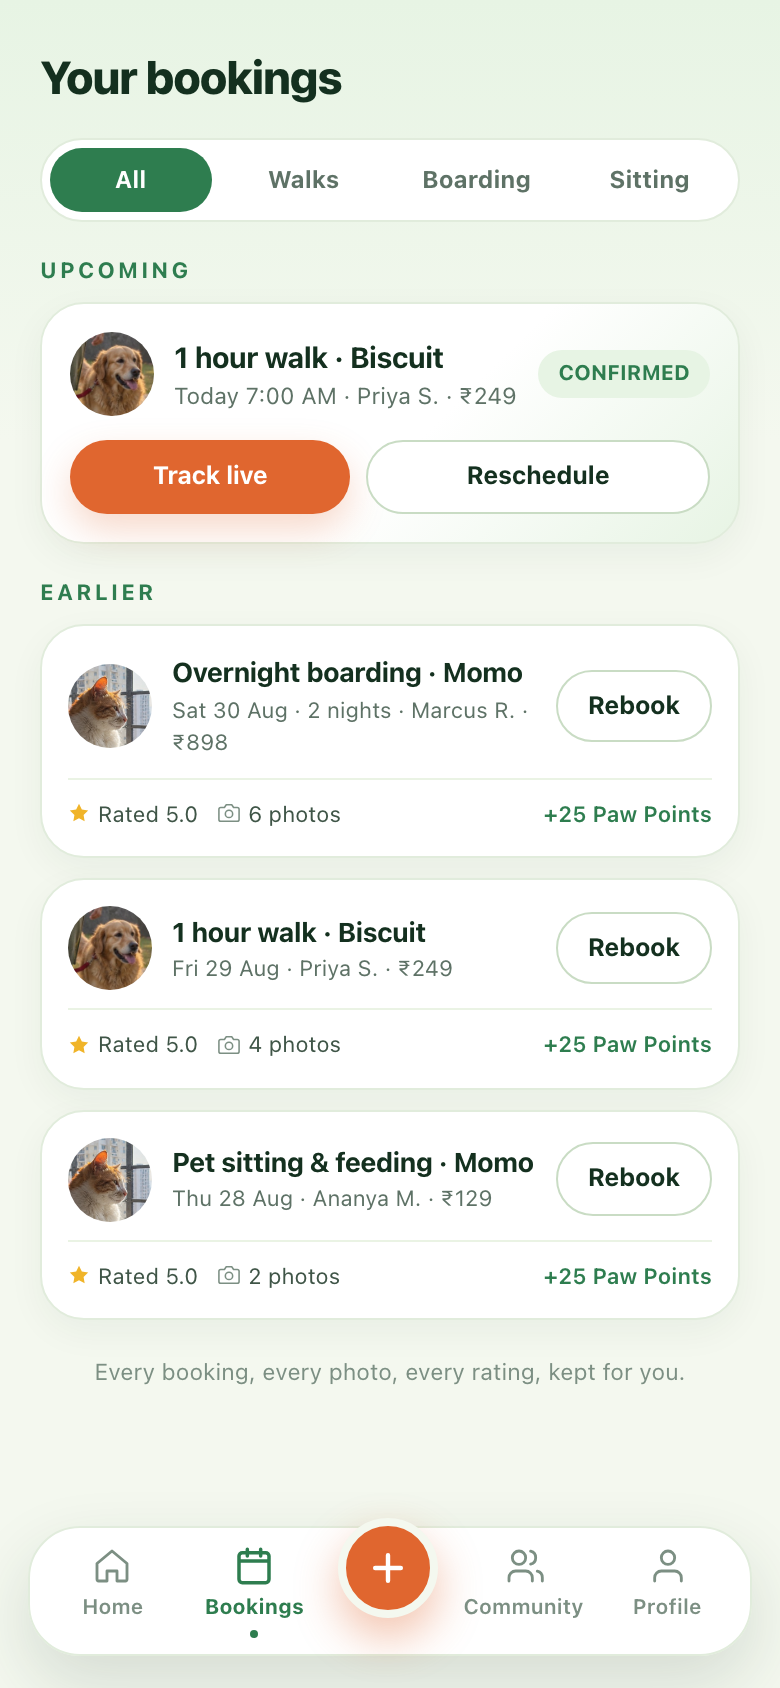 Your bookings
All Walks Boarding Sitting
UPCOMING
1 hour walk · Biscuit
Today 7:00 AM · Priya S. · ₹249
CONFIRMED
Track live Reschedule
EARLIER
Overnight boarding · Momo
Sat 30 Aug · 2 nights · Marcus R. ·
₹898
Rebook
Rated 5.0 6 photos +25 Paw Points
1 hour walk · Biscuit
Fri 29 Aug · Priya S. · ₹249
Rebook
Rated 5.0 4 photos +25 Paw Points
Pet sitting & feeding · Momo
Thu 28 Aug · Ananya M. · ₹129
Rebook
Rated 5.0 2 photos +25 Paw Points
Every booking, every photo, every rating, kept for you.
Home Bookings Community Profile